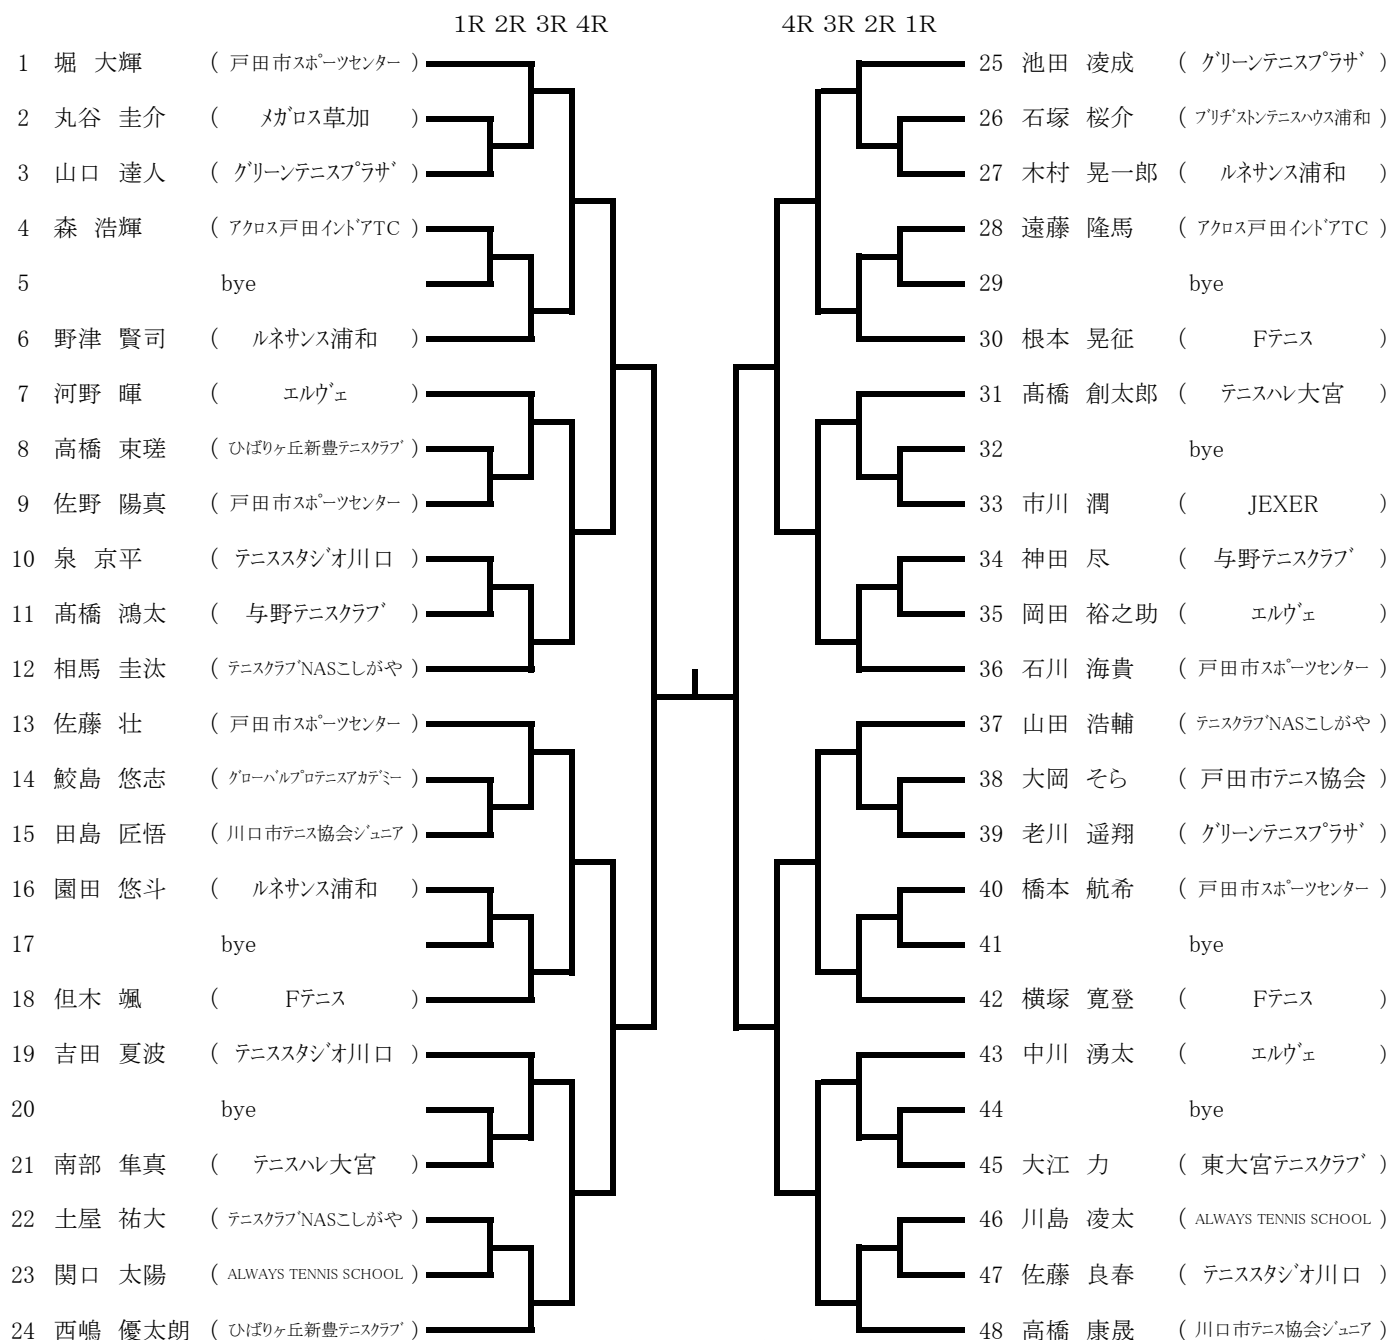 1R 2R 3R 4R 4R 3R 2R 1R
1 堀 大輝 ( 戸田市ｽﾎﾟｰﾂｾﾝﾀｰ )
2 丸谷 圭介 ( ﾒｶﾞﾛｽ草加 )
3 山口 達人 ( ｸﾞﾘｰﾝﾃﾆｽﾌﾟﾗｻﾞ )
4 森 浩輝 ( ｱｸﾛｽ戸田ｲﾝﾄﾞｱTC )
5 bye
6 野津 賢司 ( ﾙﾈｻﾝｽ浦和 )
7 河野 暉 ( ｴﾙｳﾞｪ )
8 高橋 東瑳 ( ひばりヶ丘新豊ﾃﾆｽｸﾗﾌﾞ )
9 佐野 陽真 ( 戸田市ｽﾎﾟｰﾂｾﾝﾀｰ )
10 泉 京平 ( ﾃﾆｽｽﾀｼﾞｵ川口 )
11 髙橋 鴻太 ( 与野ﾃﾆｽｸﾗﾌﾞ )
12 相馬 圭汰 ( ﾃﾆｽｸﾗﾌﾞNASこしがや )
13 佐藤 壮 ( 戸田市ｽﾎﾟｰﾂｾﾝﾀｰ )
14 鮫島 悠志 ( ｸﾞﾛｰﾊﾞﾙﾌﾟﾛﾃﾆｽｱｶﾃﾞﾐｰ )
15 田島 匠悟 ( 川口市ﾃﾆｽ協会ｼﾞｭﾆｱ )
16 園田 悠斗 ( ﾙﾈｻﾝｽ浦和 )
17 bye
18 但木 颯 ( Fﾃﾆｽ )
19 吉田 夏波 ( ﾃﾆｽｽﾀｼﾞｵ川口 )
20 bye
21 南部 隼真 ( ﾃﾆｽﾊﾚ大宮 )
22 土屋 祐大 ( ﾃﾆｽｸﾗﾌﾞNASこしがや )
23 関口 太陽 ( ALWAYS TENNIS SCHOOL )
24 西嶋 優太朗 ( ひばりヶ丘新豊ﾃﾆｽｸﾗﾌﾞ )
25 池田 凌成 ( ｸﾞﾘｰﾝﾃﾆｽﾌﾟﾗｻﾞ )
26 石塚 桜介 ( ﾌﾞﾘﾁﾞｽﾄﾝﾃﾆｽﾊｳｽ浦和 )
27 木村 晃一郎 ( ﾙﾈｻﾝｽ浦和 )
28 遠藤 隆馬 ( ｱｸﾛｽ戸田ｲﾝﾄﾞｱTC )
29 bye
30 根本 晃征 ( Fﾃﾆｽ )
31 髙橋 創太郎 ( ﾃﾆｽﾊﾚ大宮 )
32 bye
33 市川 潤 ( JEXER )
34 神田 尽 ( 与野ﾃﾆｽｸﾗﾌﾞ )
35 岡田 裕之助 ( ｴﾙｳﾞｪ )
36 石川 海貴 ( 戸田市ｽﾎﾟｰﾂｾﾝﾀｰ )
37 山田 浩輔 ( ﾃﾆｽｸﾗﾌﾞNASこしがや )
38 大岡 そら ( 戸田市ﾃﾆｽ協会 )
39 老川 遥翔 ( ｸﾞﾘｰﾝﾃﾆｽﾌﾟﾗｻﾞ )
40 橋本 航希 ( 戸田市ｽﾎﾟｰﾂｾﾝﾀｰ )
41 bye
42 横塚 寛登 ( Fﾃﾆｽ )
43 中川 湧太 ( ｴﾙｳﾞｪ )
44 bye
45 大江 力 ( 東大宮ﾃﾆｽｸﾗﾌﾞ )
46 川島 凌太 ( ALWAYS TENNIS SCHOOL )
47 佐藤 良春 ( ﾃﾆｽｽﾀｼﾞｵ川口 )
48 高橋 康晟 ( 川口市ﾃﾆｽ協会ｼﾞｭﾆｱ )